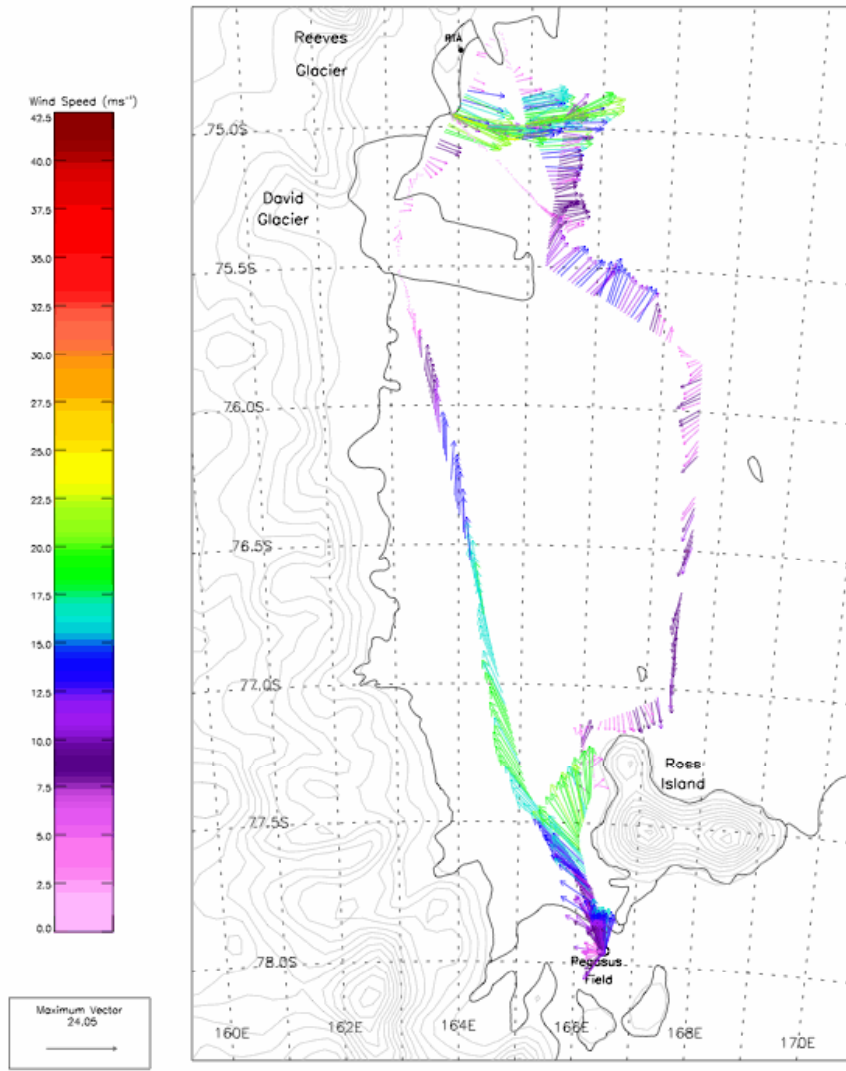 Reeves
Glacier
RTA
Wind Speed (ms⁻¹)
42.5
40.0
37.5
35.0
32.5
30.0
27.5
25.0
22.5
20.0
17.5
15.0
12.5
10.0
7.5
5.0
2.5
0.0
75.0S
David
Glacier
75.5S
76.0S
76.5S
77.0S
Ross
Island
77.5S
78.0S
Pegasus
Field
160E
162E
164E
166E
168E
170E
Maximum Vector
24.05